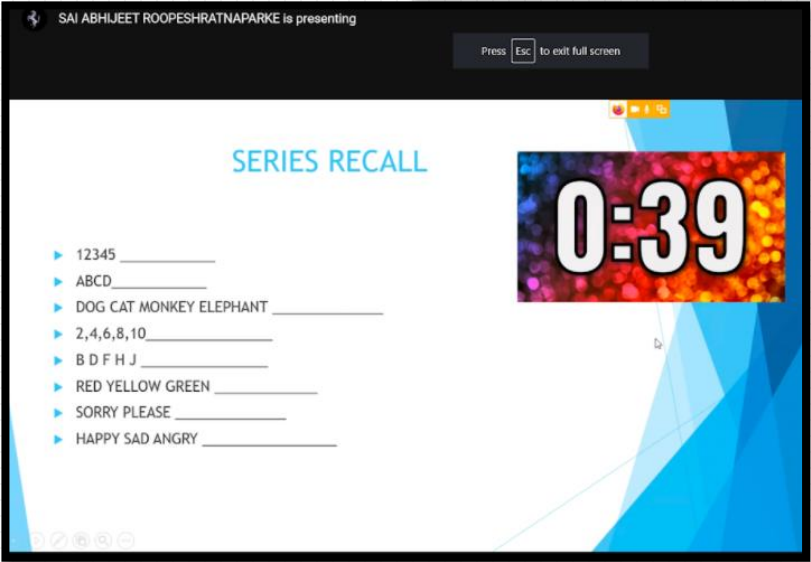 SAI ABHIJEET ROOPESHRATNAPARKE is presenting
Press Esc to exit full screen
SERIES RECALL
0:39
12345 ____________
ABCD____________
DOG CAT MONKEY ELEPHANT ______________
2,4,6,8,10________________
B D F H J ________________
RED YELLOW GREEN _____________
SORRY PLEASE ______________
HAPPY SAD ANGRY _________________